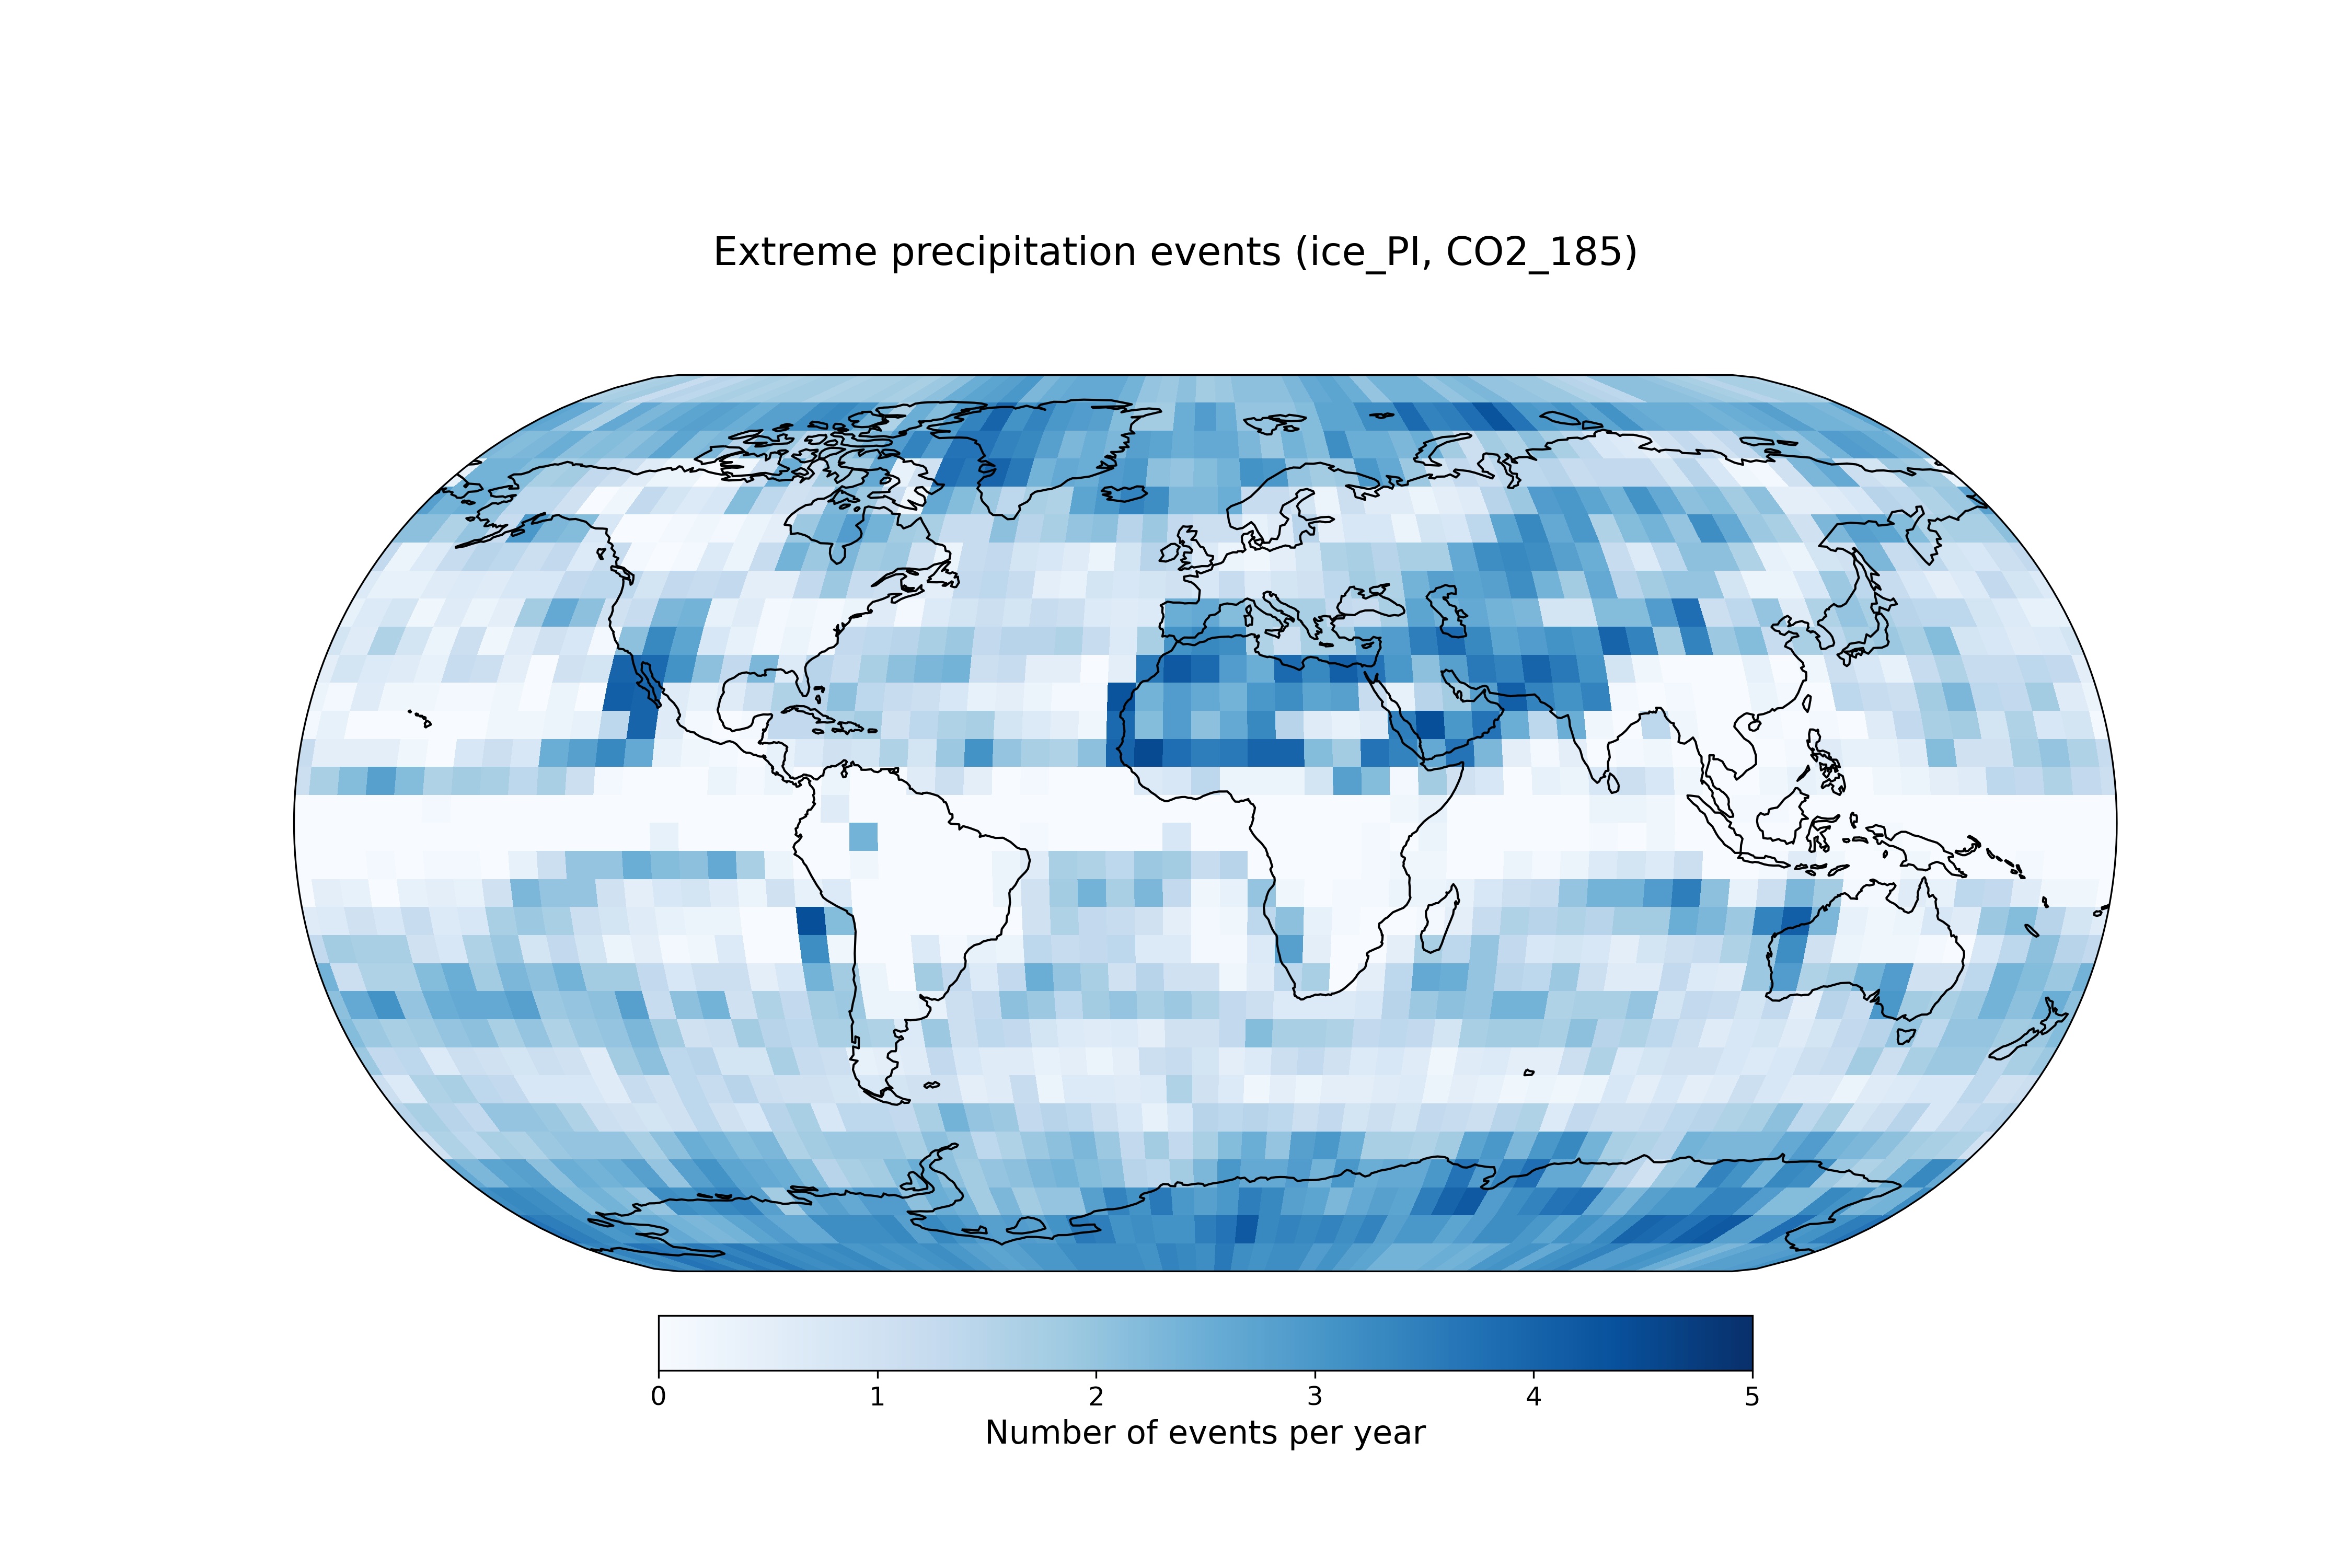 Extreme precipitation events (ice_PI, CO2_185)
0 1 2 3 4 5
Number of events per year